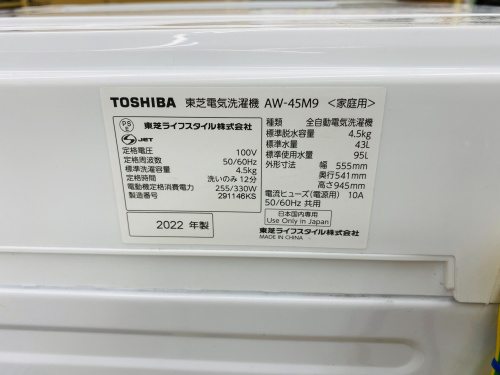 TOSHIBA 東芝電気洗濯機 AW-45M9 <家庭用>
PS E
JET
東芝ライフスタイル株式会社
定格電圧 100V
定格周波数 50/60Hz
標準洗濯容量 4.5kg
定格時間 洗いのみ 12分
電動機定格消費電力 255/330W
製造番号 291146KS
2022 年製
種類 全自動電気洗濯機
標準脱水容量 4.5kg
標準水量 43L
標準使用水量 95L
外形寸法 幅 555mm
奥行541mm
高さ945mm
電流ヒューズ(電源用) 10A
50/60Hz 共用
日本国内専用
Use Only in Japan
東芝ライフスタイル株式会社
MADE IN CHINA